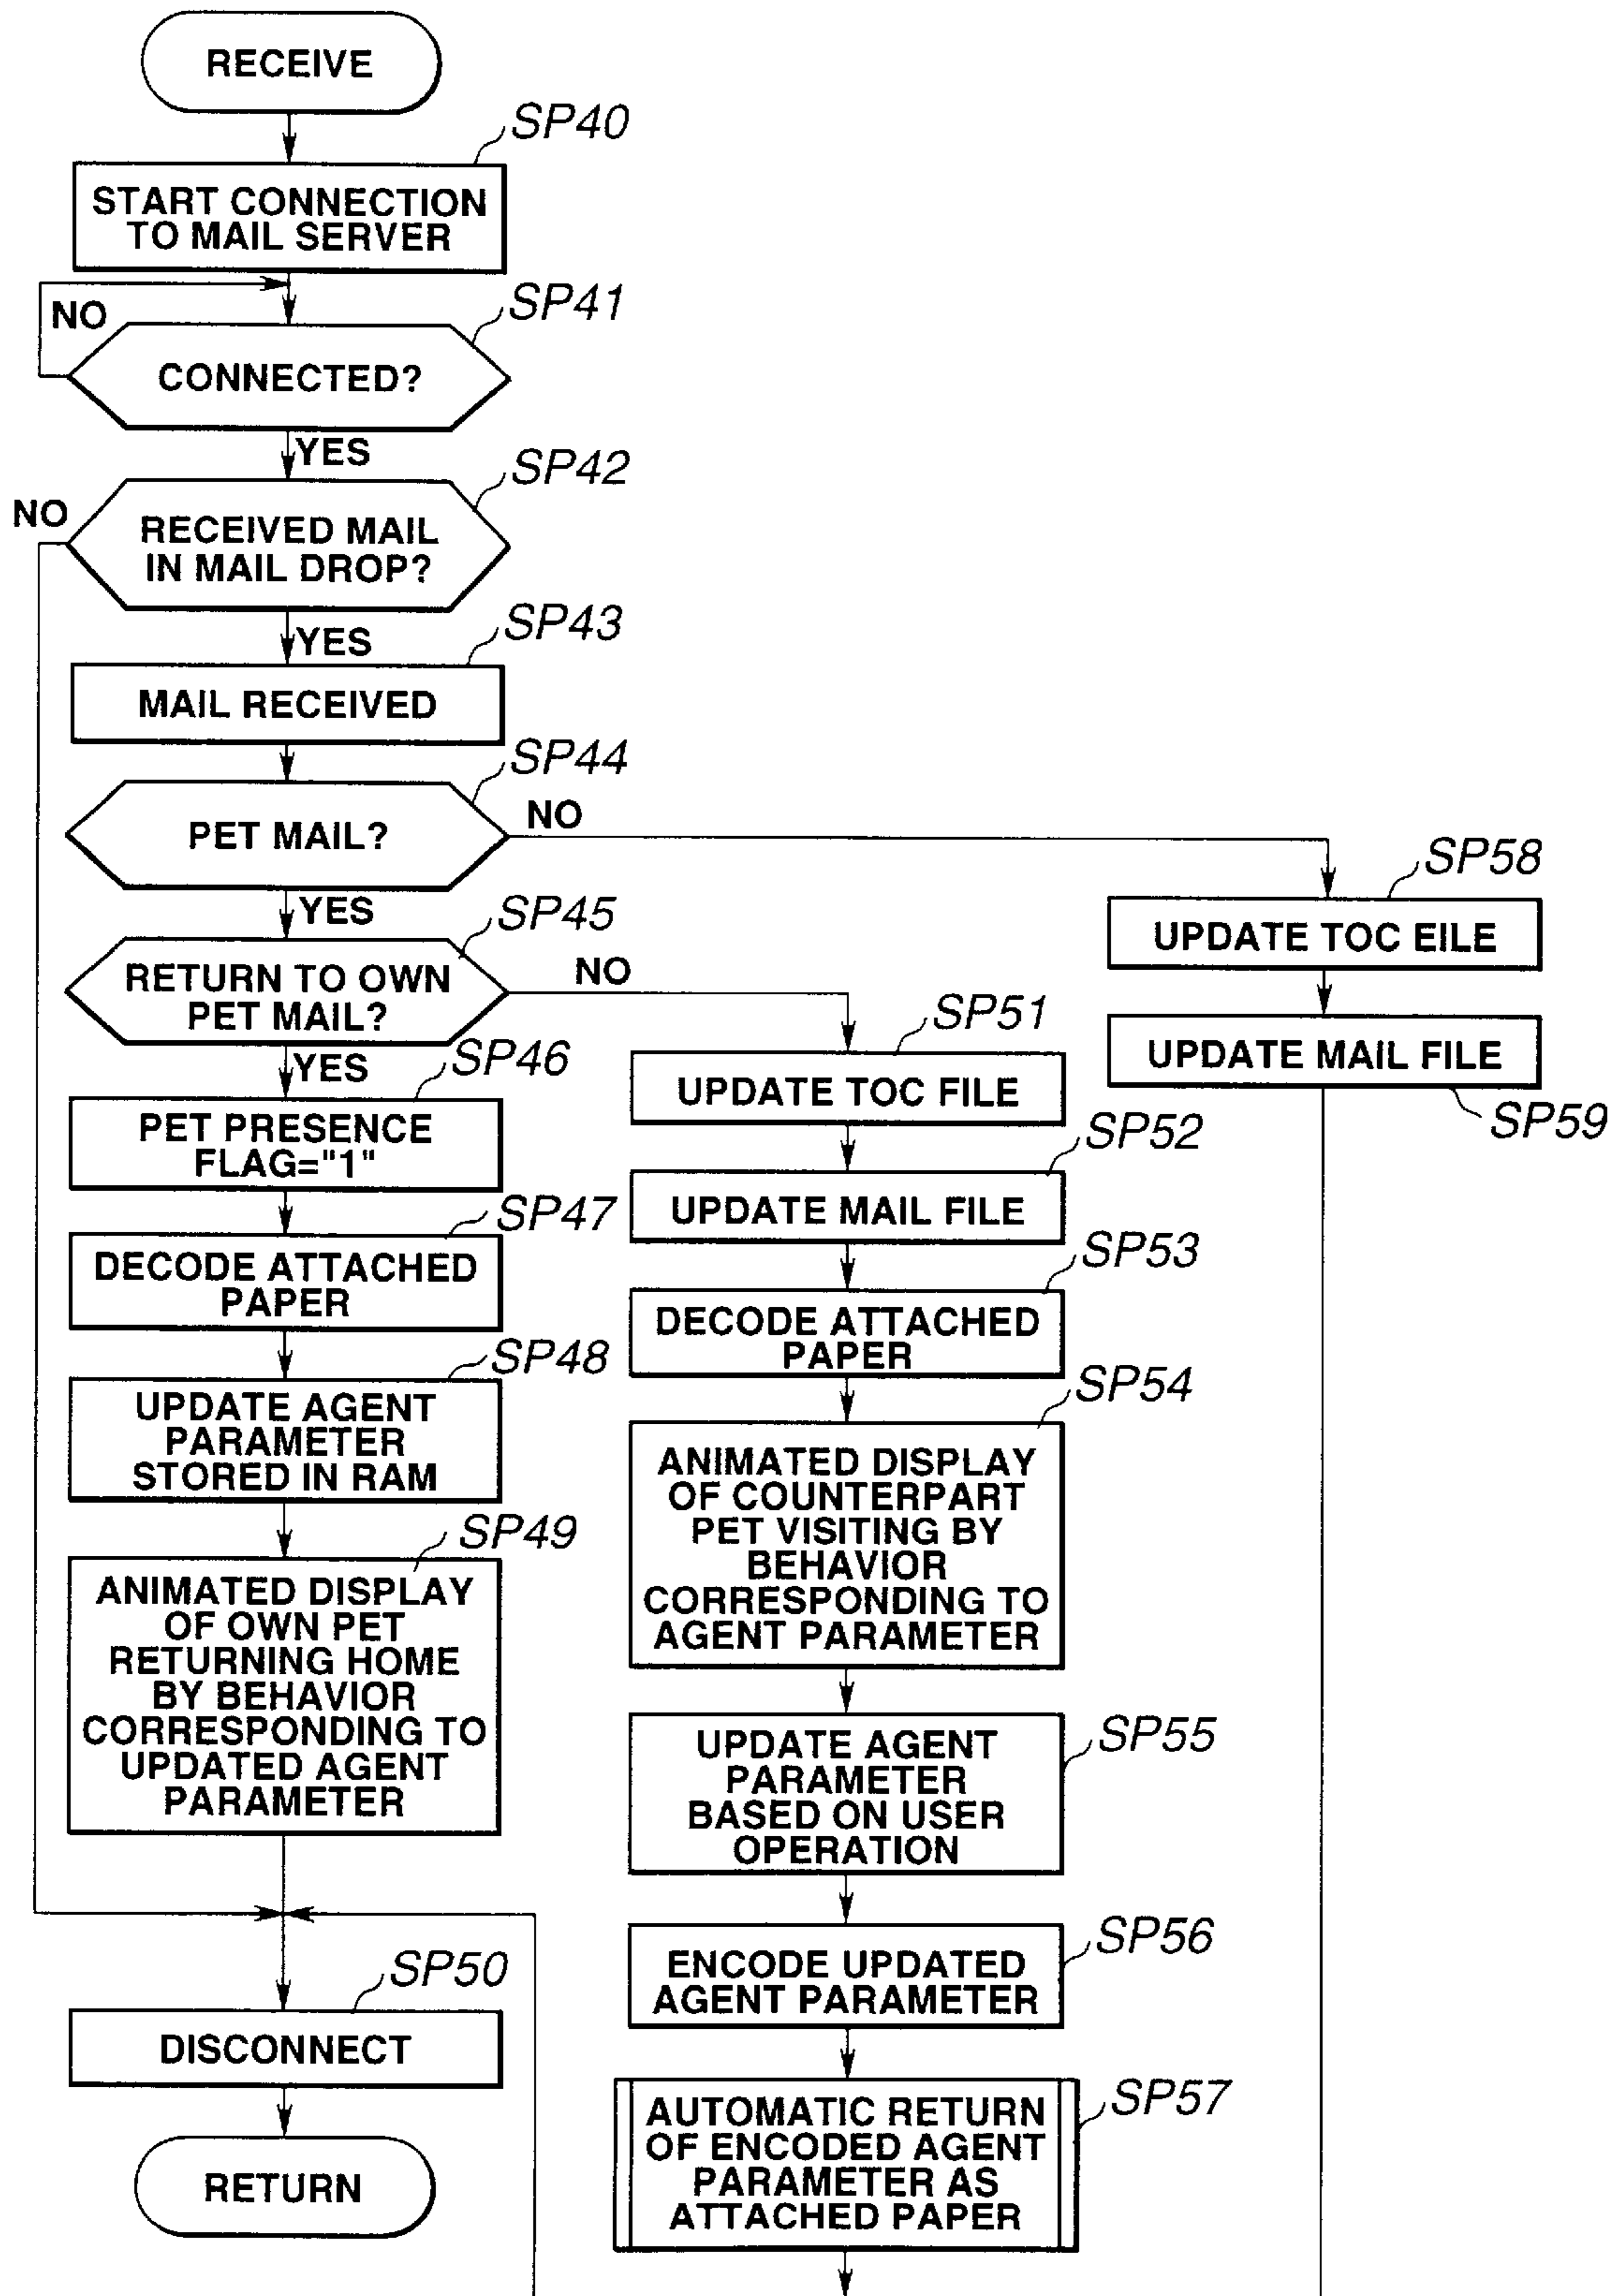 RECEIVE
SP40
START CONNECTION
TO MAIL SERVER
NO
SP41
CONNECTED?
YES
SP42
NO
RECEIVED MAIL
IN MAIL DROP?
YES
SP43
MAIL RECEIVED
SP44
PET MAIL?
NO
YES
SP45
RETURN TO OWN
PET MAIL?
NO
YES
SP46
PET PRESENCE
FLAG="1"
SP47
DECODE ATTACHED
PAPER
SP48
UPDATE AGENT
PARAMETER
STORED IN RAM
SP49
ANIMATED DISPLAY
OF OWN PET
RETURNING HOME
BY BEHAVIOR
CORRESPONDING TO
UPDATED AGENT
PARAMETER
SP50
DISCONNECT
RETURN
SP51
UPDATE TOC FILE
SP52
UPDATE MAIL FILE
SP53
DECODE ATTACHED
PAPER
SP54
ANIMATED DISPLAY
OF COUNTERPART
PET VISITING BY
BEHAVIOR
CORRESPONDING TO
AGENT PARAMETER
SP55
UPDATE AGENT
PARAMETER
BASED ON USER
OPERATION
SP56
ENCODE UPDATED
AGENT PARAMETER
SP57
AUTOMATIC RETURN
OF ENCODED AGENT
PARAMETER AS
ATTACHED PAPER
SP58
UPDATE TOC EILE
UPDATE MAIL FILE
SP59